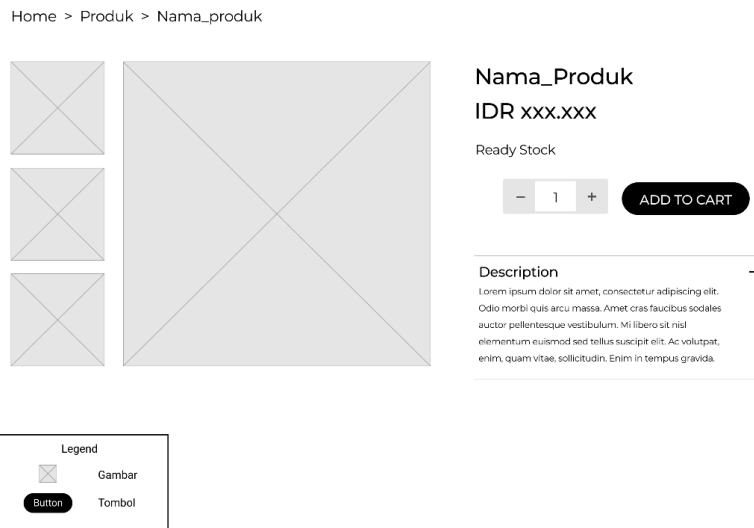 Home > Produk > Nama_produk
Nama_Produk
IDR xxx.xxx
Ready Stock
− 1 + ADD TO CART
Description −
Lorem ipsum dolor sit amet, consectetur adipiscing elit.
Odio morbi quis arcu massa. Amet cras faucibus sodales
auctor pellentesque vestibulum. Mi libero sit nisl
elementum euismod sed tellus suscipit elit. Ac volutpat,
enim, quam vitae, sollicitudin. Enim in tempus gravida.
Legend
Gambar
Button Tombol